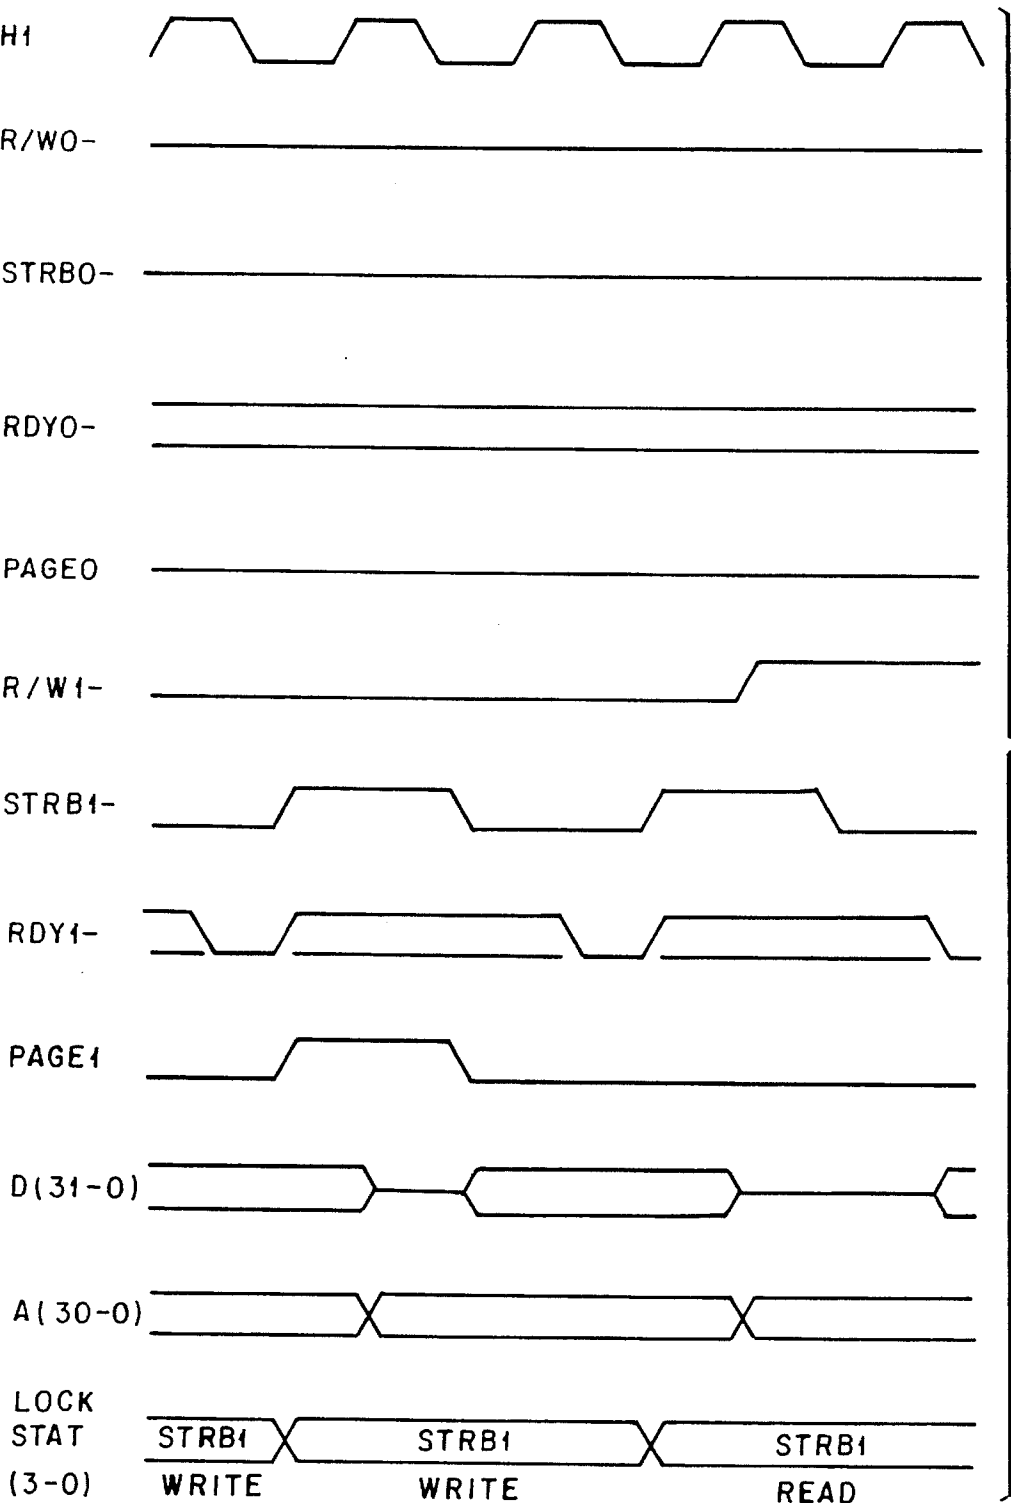 H1
R/W0-
STRB0-
RDY0-
PAGE0
R/W1-
STRB1-
RDY1-
PAGE1
D(31-0)
A(30-0)
LOCK
STAT STRB1 STRB1 STRB1
(3-0) WRITE WRITE READ